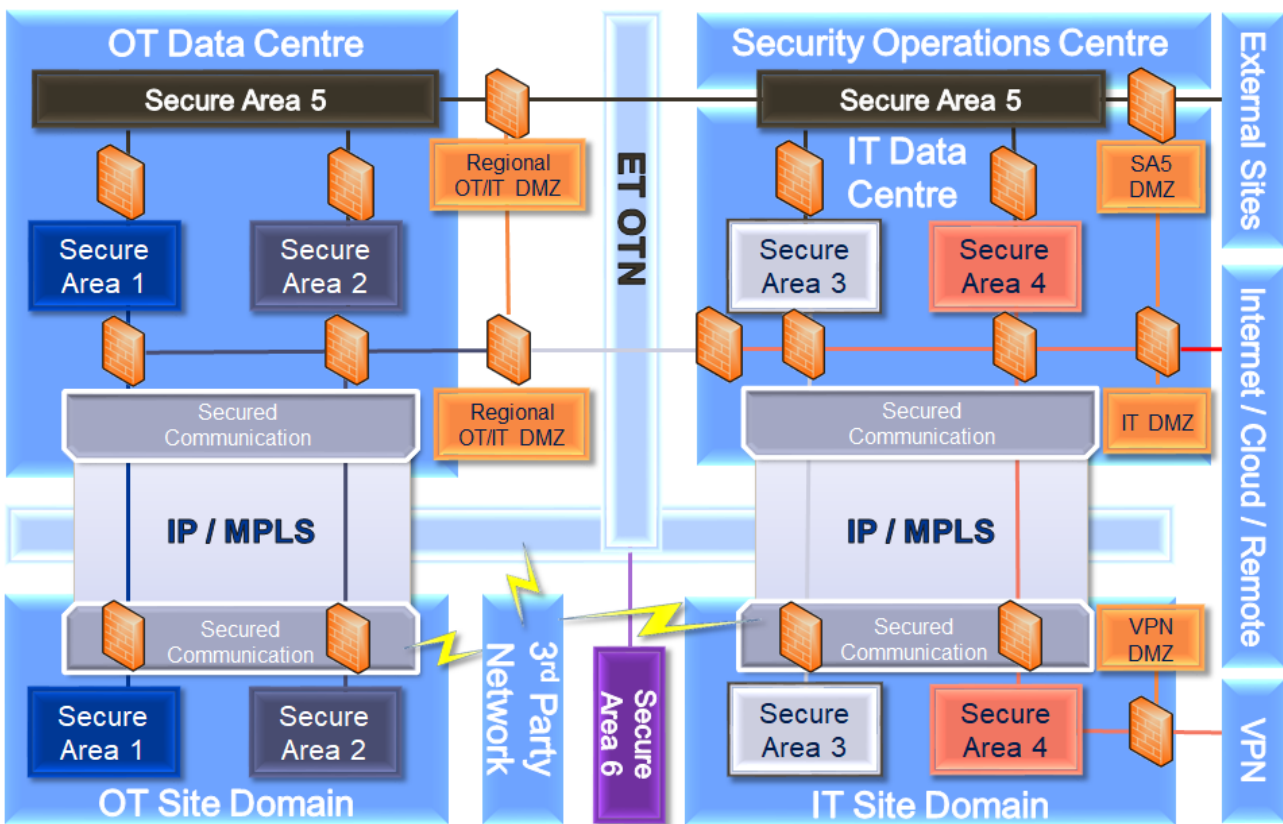 OT Data Centre
Secure Area 5
Regional
OT/IT DMZ
Secure
Area 1
Secure
Area 2
Regional
OT/IT DMZ
Secured
Communication
IP / MPLS
Secured
Communication
Secure
Area 1
Secure
Area 2
OT Site Domain
ET OTN
3rd Party
Network
Secure
Area 6
Security Operations Centre
Secure Area 5
IT Data
Centre
SA5
DMZ
Secure
Area 3
Secure
Area 4
Secured
Communication
IT DMZ
IP / MPLS
Secured
Communication
VPN
DMZ
Secure
Area 3
Secure
Area 4
IT Site Domain
External Sites
Internet / Cloud / Remote
VPN